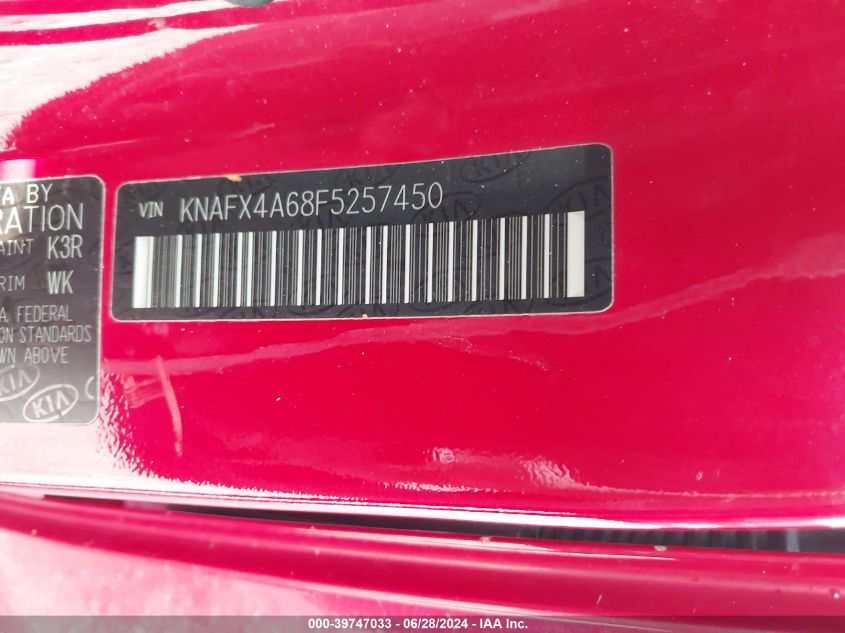 TA BY
RATION
AINT K3R
RIM WK
A. FEDERAL
ON STANDARDS
WN ABOVE
KIA
KIA
VIN KNAFX4A68F5257450
000-39747033 / 06/28/2024 - IAA Inc.